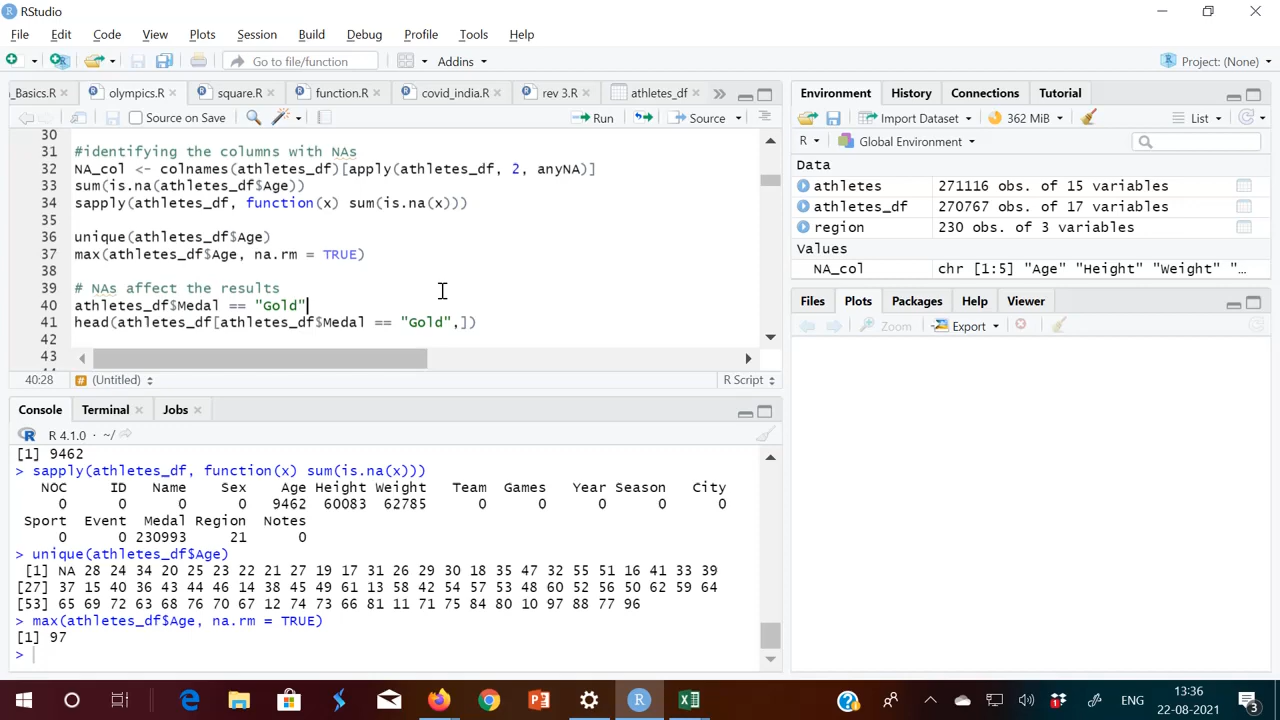 RStudio
File Edit Code View Plots Session Build Debug Profile Tools Help
Go to file/function Addins Project: (None)
_Basics.R olympics.R square.R function.R covid_india.R rev 3.R athletes_df
Source on Save Run Source
30
31 #identifying the columns with NAs
32 NA_col <- colnames(athletes_df)[apply(athletes_df, 2, anyNA)]
33 sum(is.na(athletes_df$Age))
34 sapply(athletes_df, function(x) sum(is.na(x)))
35
36 unique(athletes_df$Age)
37 max(athletes_df$Age, na.rm = TRUE)
38
39 # NAs affect the results
40 athletes_df$Medal == "Gold"
41 head(athletes_df[athletes_df$Medal == "Gold",])
42
43
40:28 # (Untitled) R Script
Console Terminal Jobs
R R 4.1.0 · ~/
[1] 9462
> sapply(athletes_df, function(x) sum(is.na(x)))
NOC ID Name Sex Age Height Weight Team Games Year Season City
0 0 0 0 9462 60083 62785 0 0 0 0 0
Sport Event Medal Region Notes
0 0 230993 21 0
> unique(athletes_df$Age)
[1] NA 28 24 34 20 25 23 22 21 27 19 17 31 26 29 30 18 35 47 32 55 51 16 41 33 39
[27] 37 15 40 36 43 44 46 14 38 45 49 61 13 58 42 54 57 53 48 60 52 56 50 62 59 64
[53] 65 69 72 63 68 76 70 67 12 74 73 66 81 11 71 75 84 80 10 97 88 77 96
> max(athletes_df$Age, na.rm = TRUE)
[1] 97
>
Environment History Connections Tutorial
Import Dataset 362 MiB List
R Global Environment
Data
athletes 271116 obs. of 15 variables
athletes_df 270767 obs. of 17 variables
region 230 obs. of 3 variables
Values
NA_col chr [1:5] "Age" "Height" "Weight" "…
Files Plots Packages Help Viewer
Zoom Export
ENG 13:36
22-08-2021
3